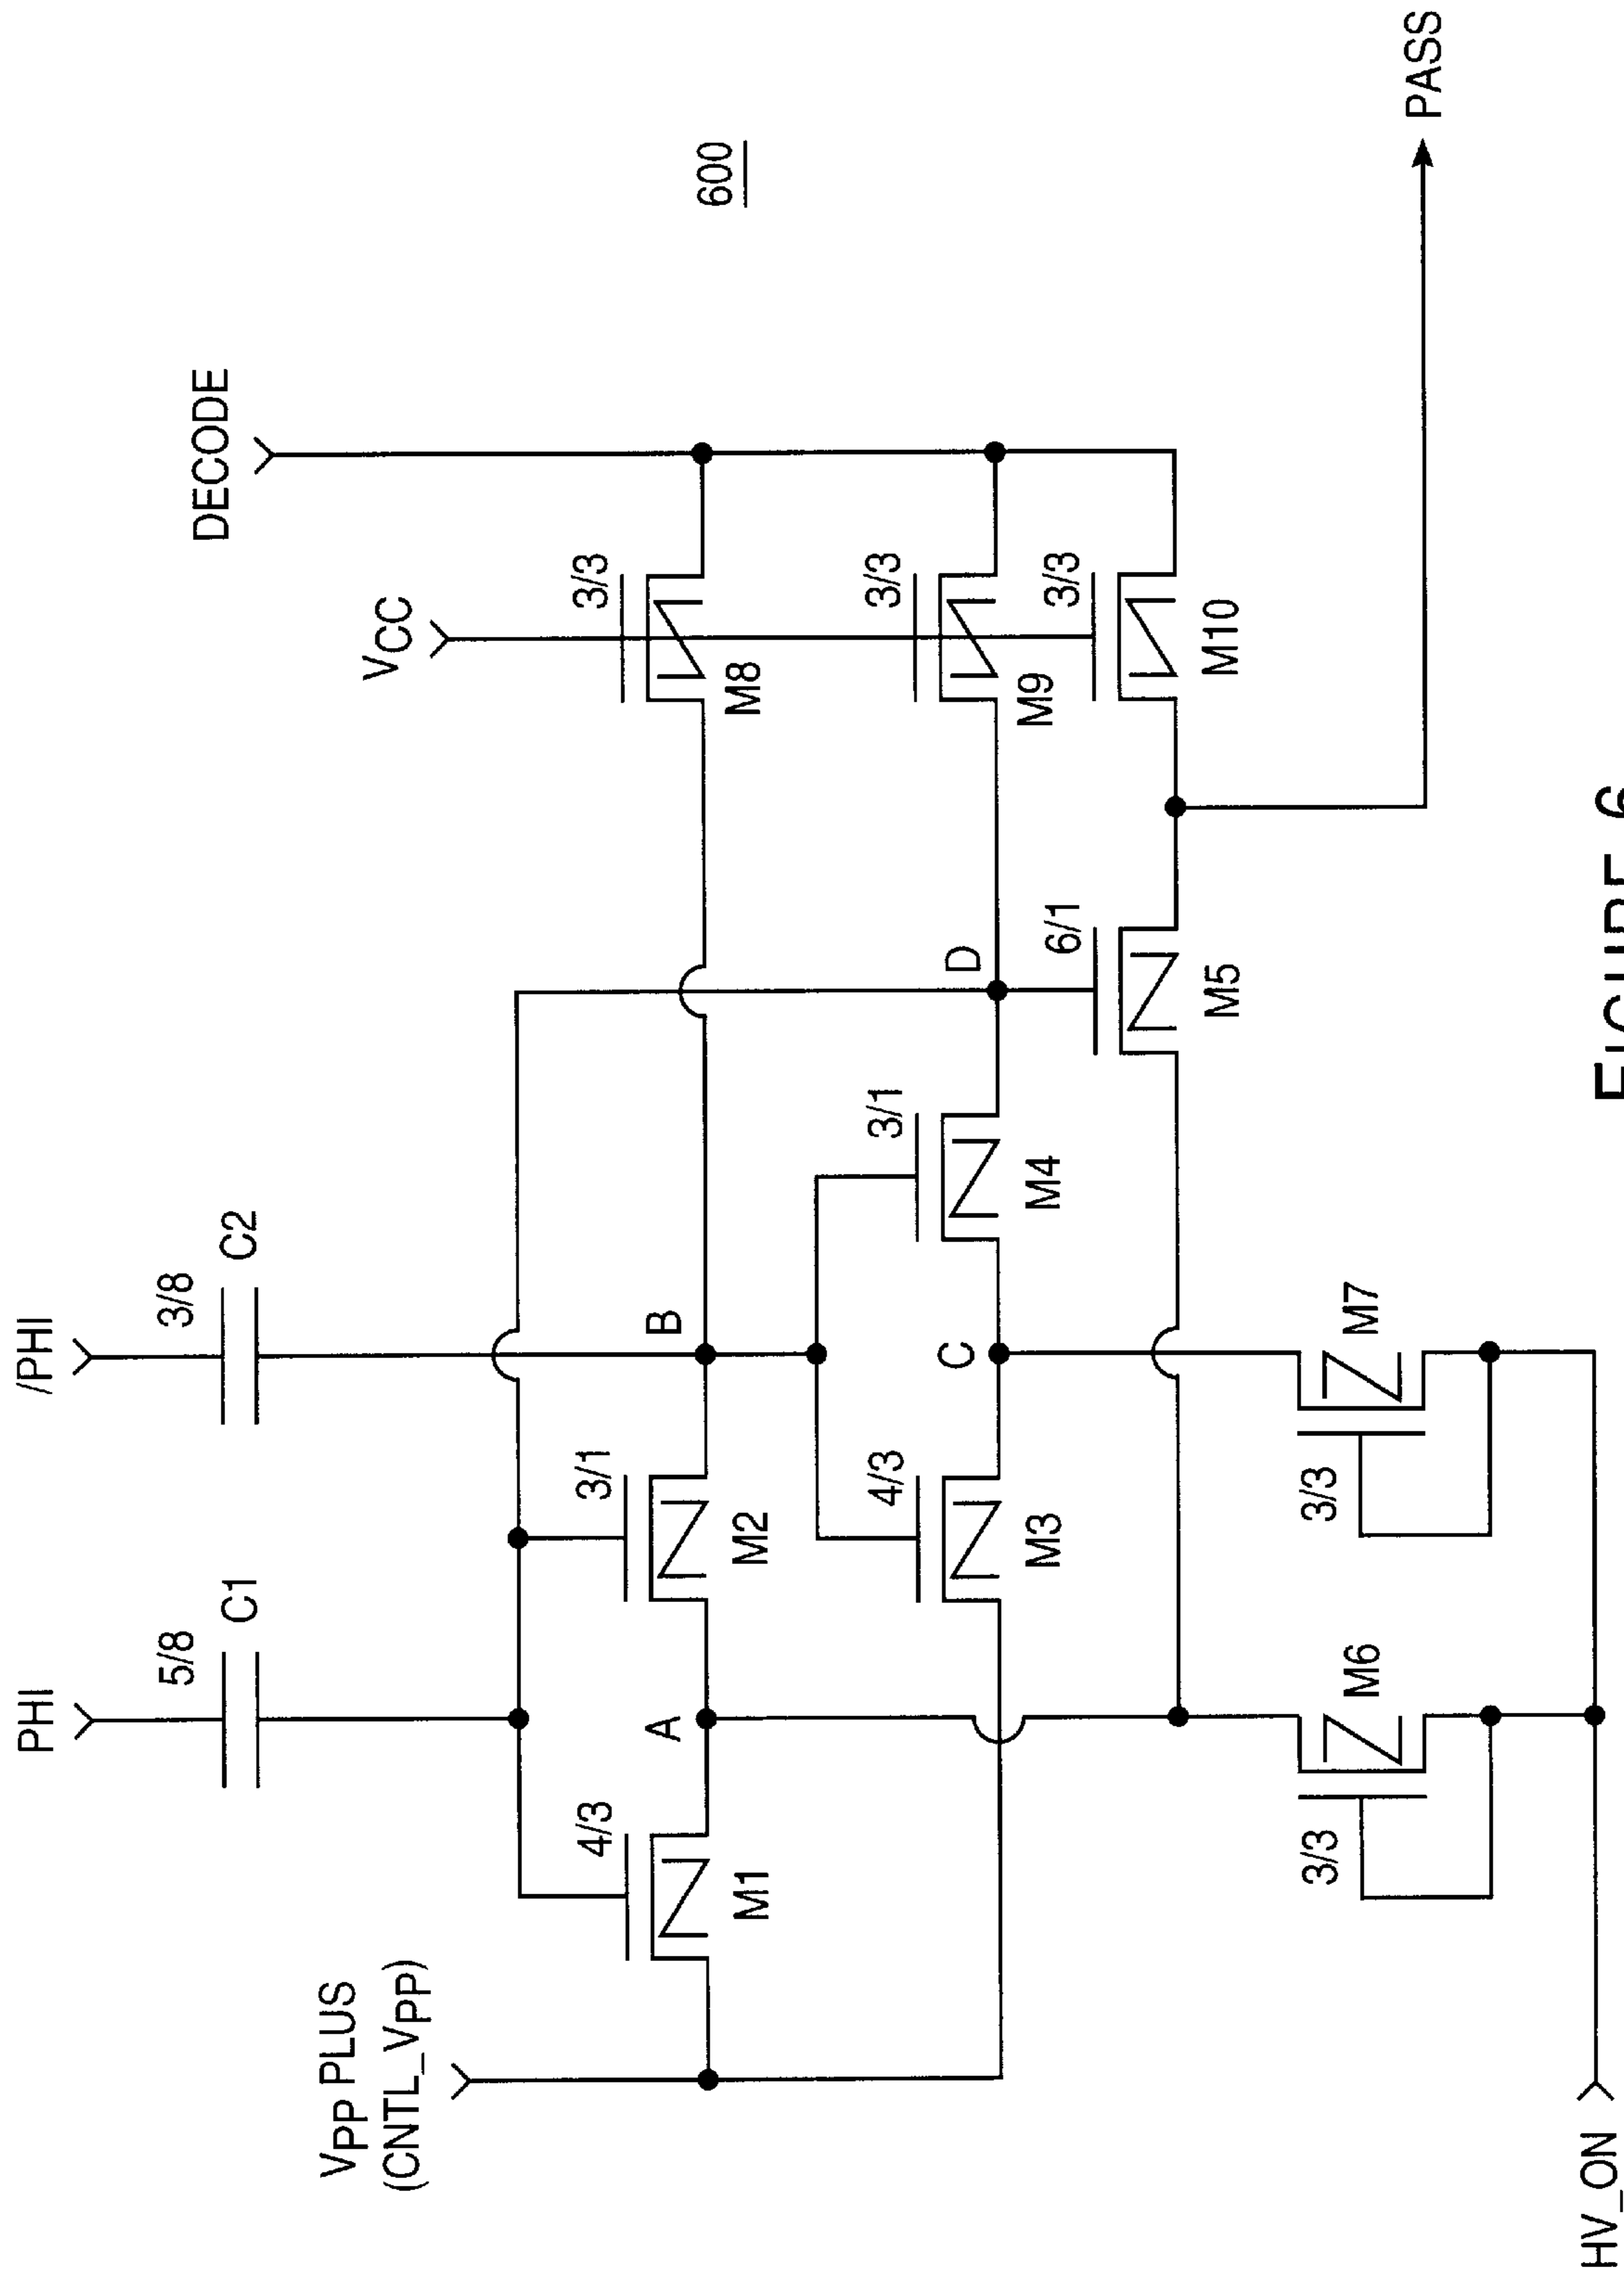 PHI
/PHI
5/8
C1
3/8
C2
DECODE
VPP PLUS
(CNTL_VPP)
VCC
600
4/3
M1
A
3/1
M2
B
3/3
M8
4/3
M3
C
3/1
M4
D
3/3
M9
6/1
M5
3/3
M10
3/3
M6
3/3
M7
HV_ON
PASS
FIGURE 6